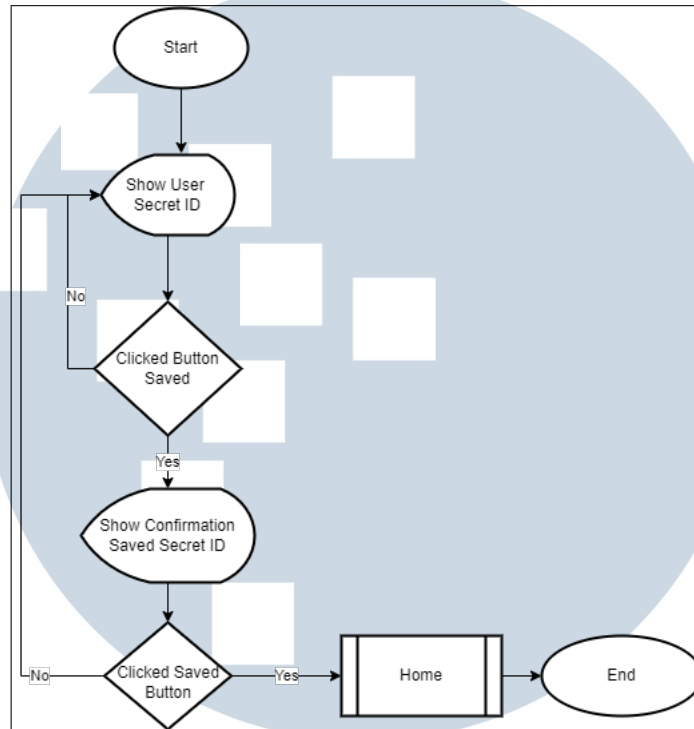 Start
Show User
Secret ID
No
Clicked Button
Saved
Yes
Show Confirmation
Saved Secret ID
No
Clicked Saved
Button
Yes
Home
End